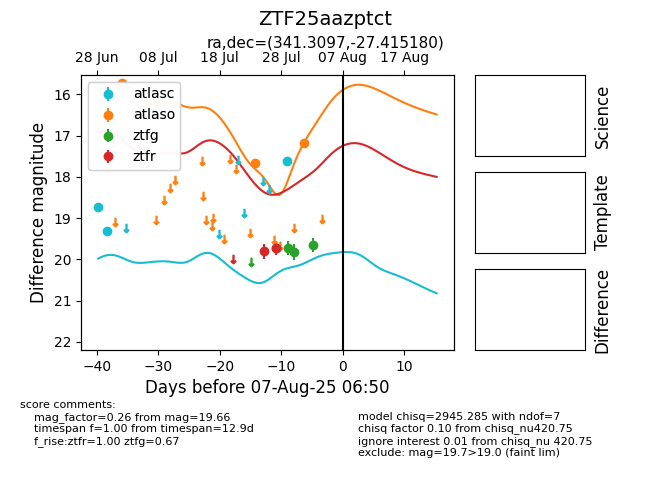 ZTF25aazptct
ra,dec=(341.3097,-27.415180)
28 Jun 08 Jul 18 Jul 28 Jul 07 Aug 17 Aug
16
17
18
19
20
21
22
Difference magnitude
atlasc
atlaso
ztfg
ztfr
−40 −30 −20 −10 0 10
Days before 07-Aug-25 06:50
Science
Template
Difference
score comments:
mag_factor=0.26 from mag=19.66
timespan f=1.00 from timespan=12.9d
f_rise:ztfr=1.00 ztfg=0.67
model chisq=2945.285 with ndof=7
chisq factor 0.10 from chisq_nu420.75
ignore interest 0.01 from chisq_nu 420.75
exclude: mag=19.7>19.0 (faint lim)